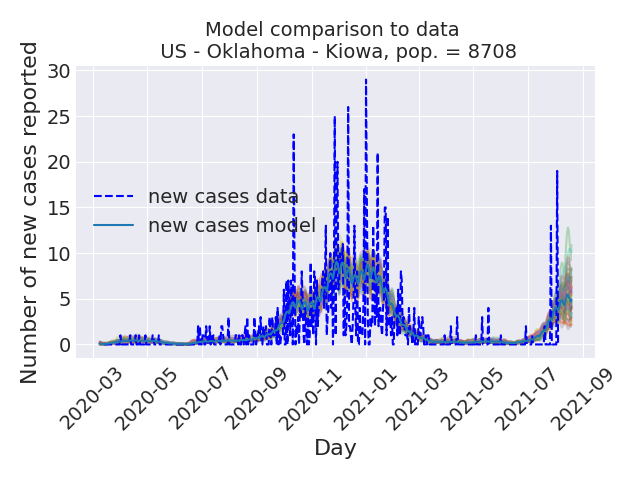 Model comparison to data
US - Oklahoma - Kiowa, pop. = 8708
Number of new cases reported
30
25
20
15
10
5
0
new cases data
new cases model
2020-03
2020-05
2020-07
2020-09
2020-11
2021-01
2021-03
2021-05
2021-07
2021-09
Day